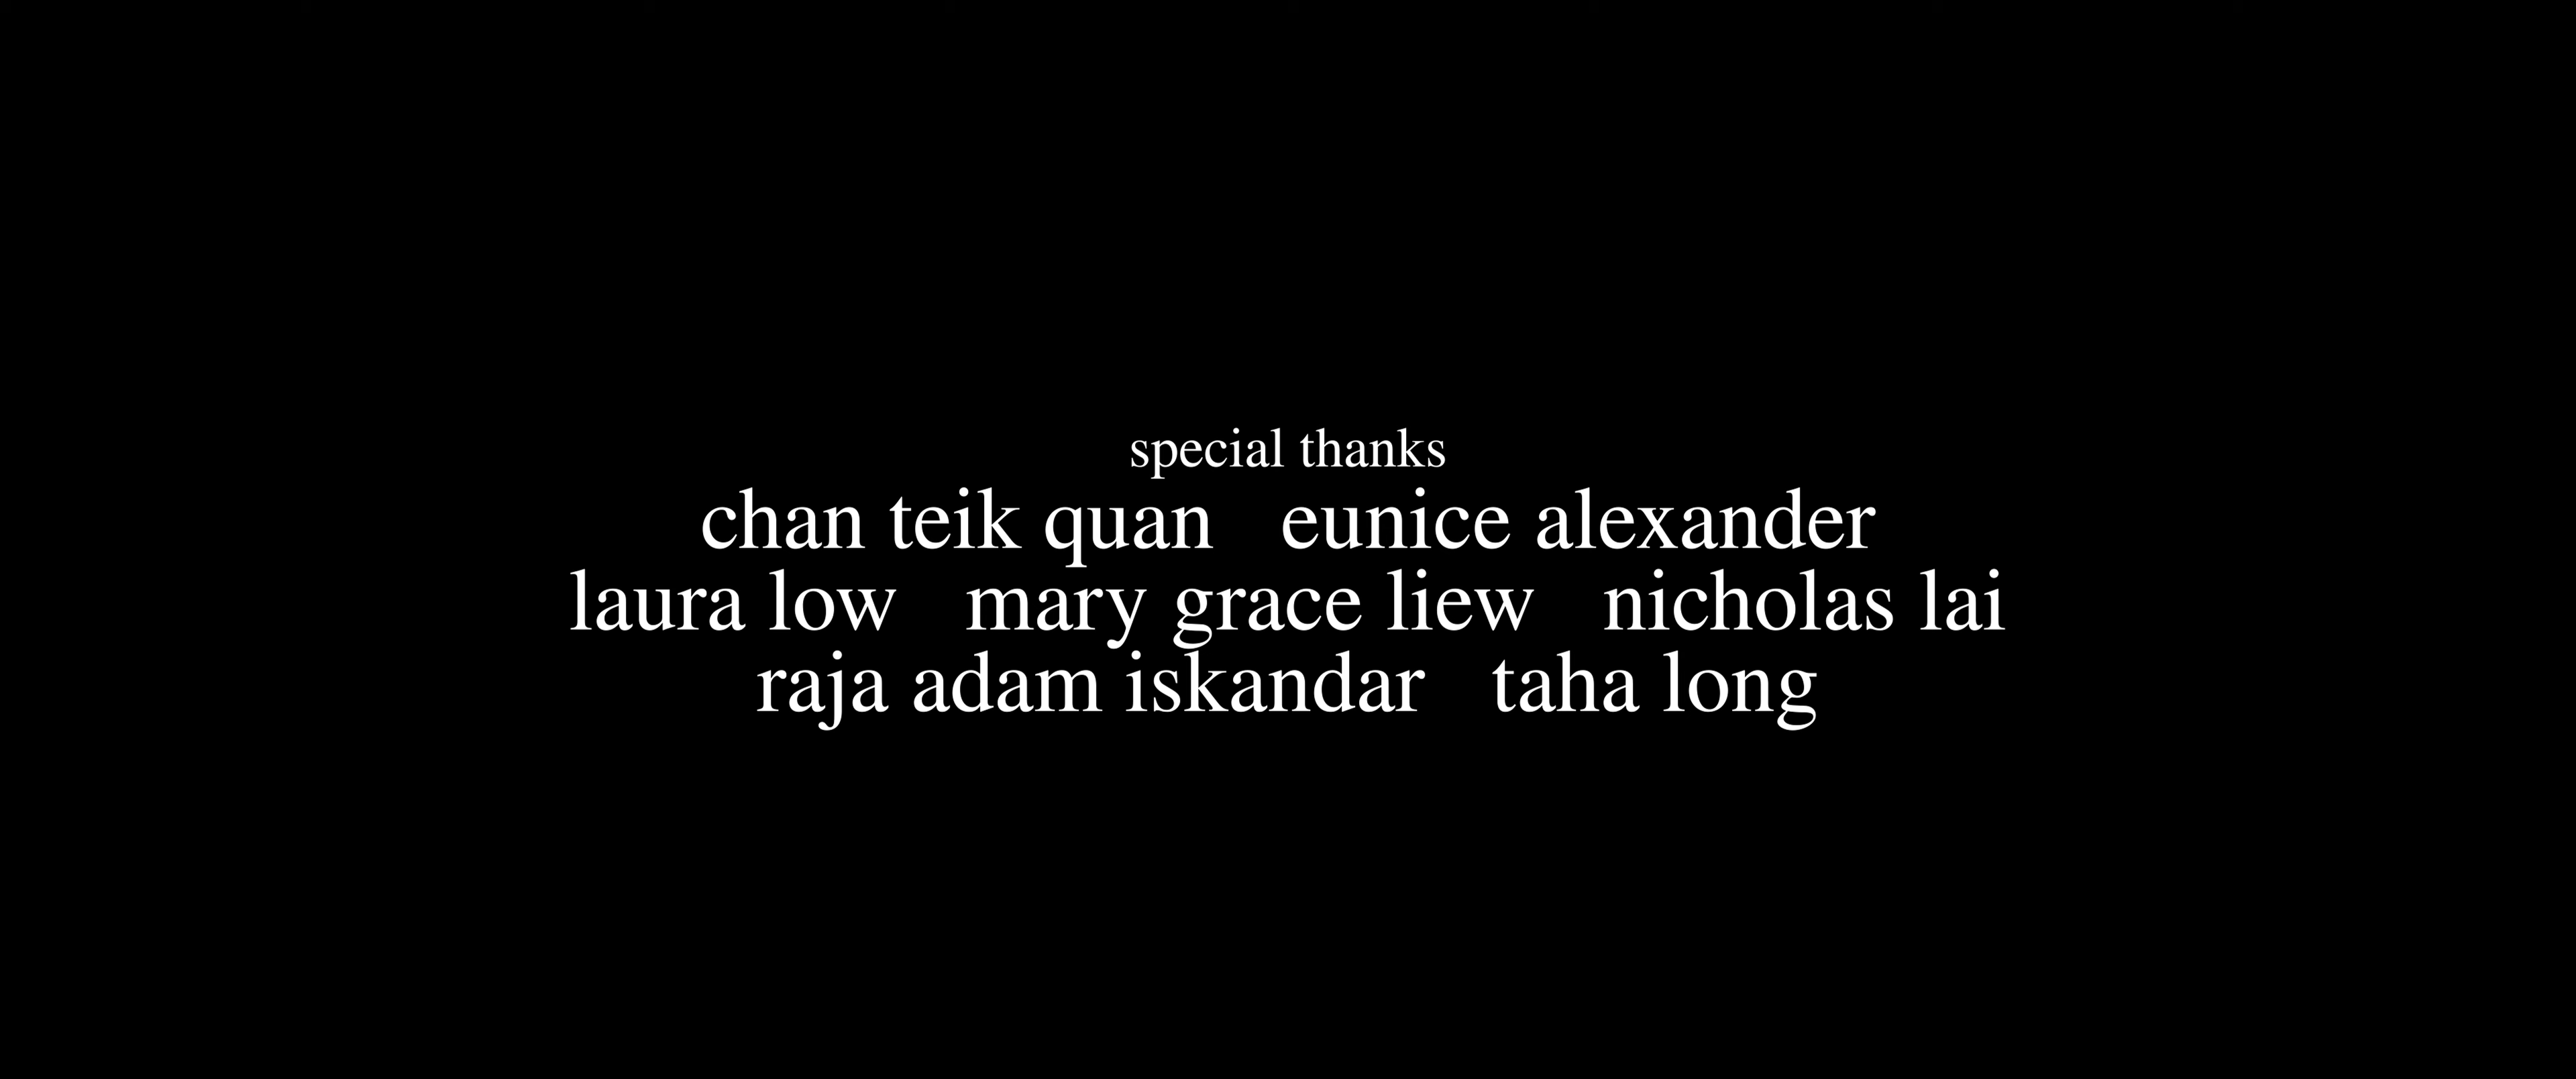 special thanks
chan teik quan   eunice alexander
laura low   mary grace liew   nicholas lai
raja adam iskandar   taha long